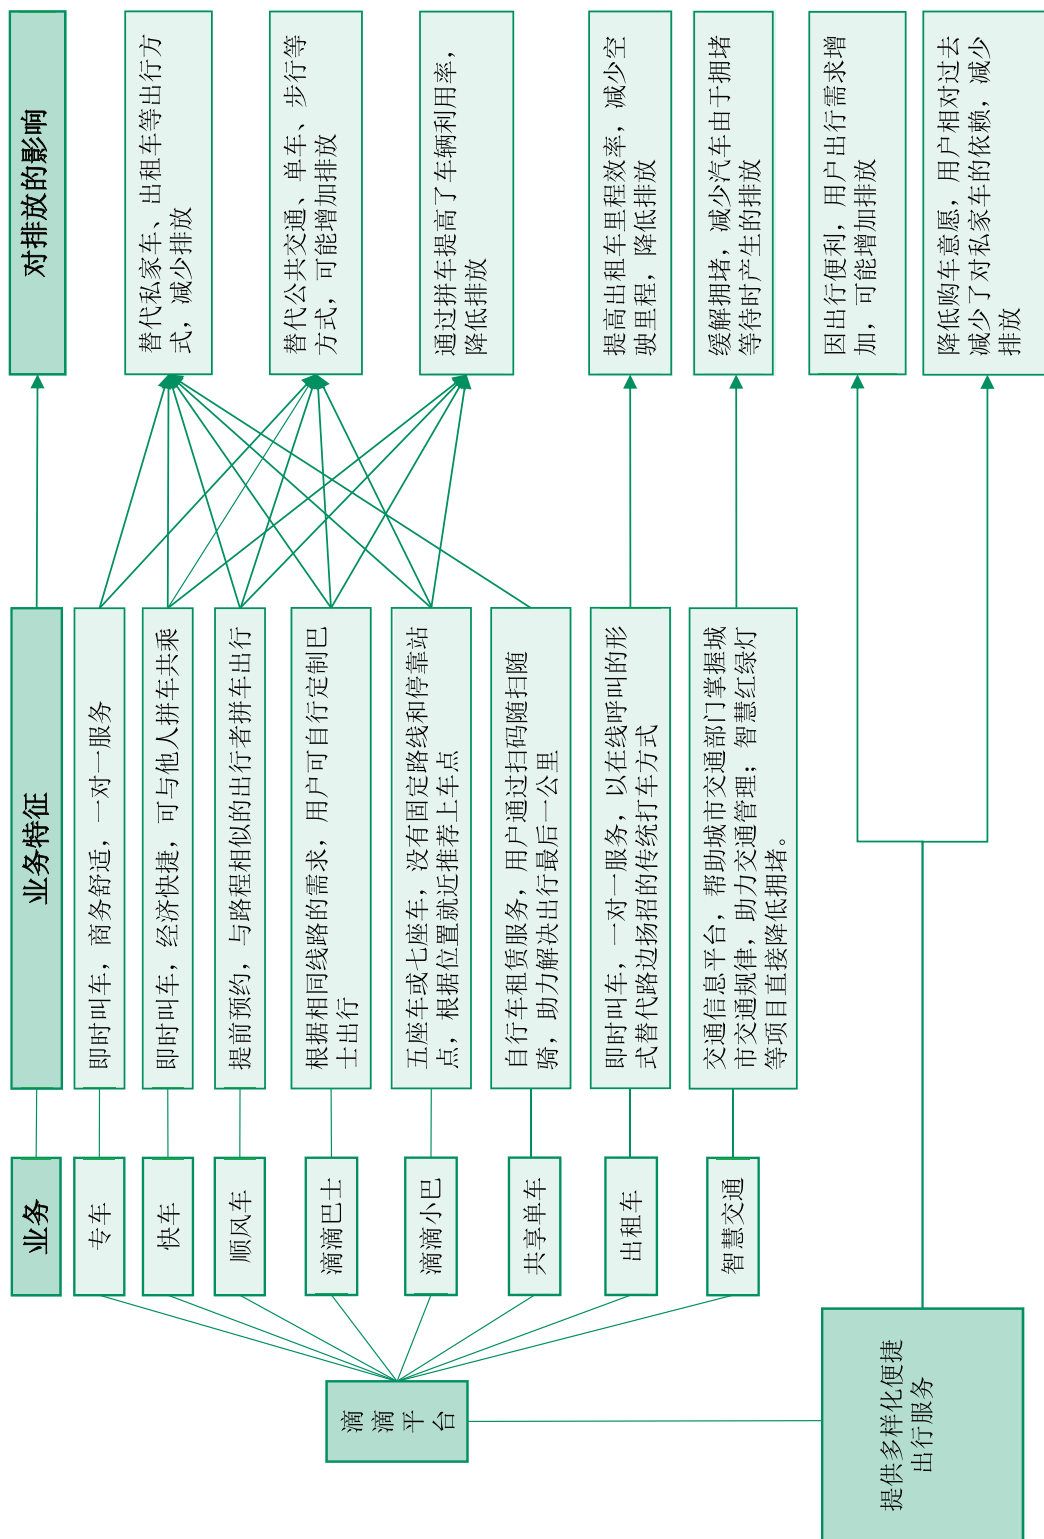 业务
业务特征
对排放的影响
滴
滴
平
台
专车
即时叫车，商务舒适，一对一服务
快车
即时叫车，经济快捷，可与他人拼车共乘
顺风车
提前预约，与路程相似的出行者拼车出行
滴滴巴士
根据相同线路的需求，用户可自行定制巴
士出行
滴滴小巴
五座车或七座车，没有固定路线和停靠站
点，根据位置就近推荐上车点
共享单车
自行车租赁服务，用户通过扫码随扫随
骑，助力解决出行最后一公里
出租车
即时叫车，一对一服务，以在线呼叫的形
式替代路边扬招的传统打车方式
智慧交通
交通信息平台，帮助城市交通部门掌握城
市交通规律，助力交通管理；智慧红绿灯
等项目直接降低拥堵。
替代私家车、出租车等出行方
式，减少排放
替代公共交通、单车、步行等
方式，可能增加排放
通过拼车提高了车辆利用率，
降低排放
提高出租车里程效率，减少空
驶里程，降低排放
缓解拥堵，减少汽车由于拥堵
等待时产生的排放
提供多样化便捷
出行服务
因出行便利，用户出行需求增
加，可能增加排放
降低购车意愿，用户相对过去
减少了对私家车的依赖，减少
排放